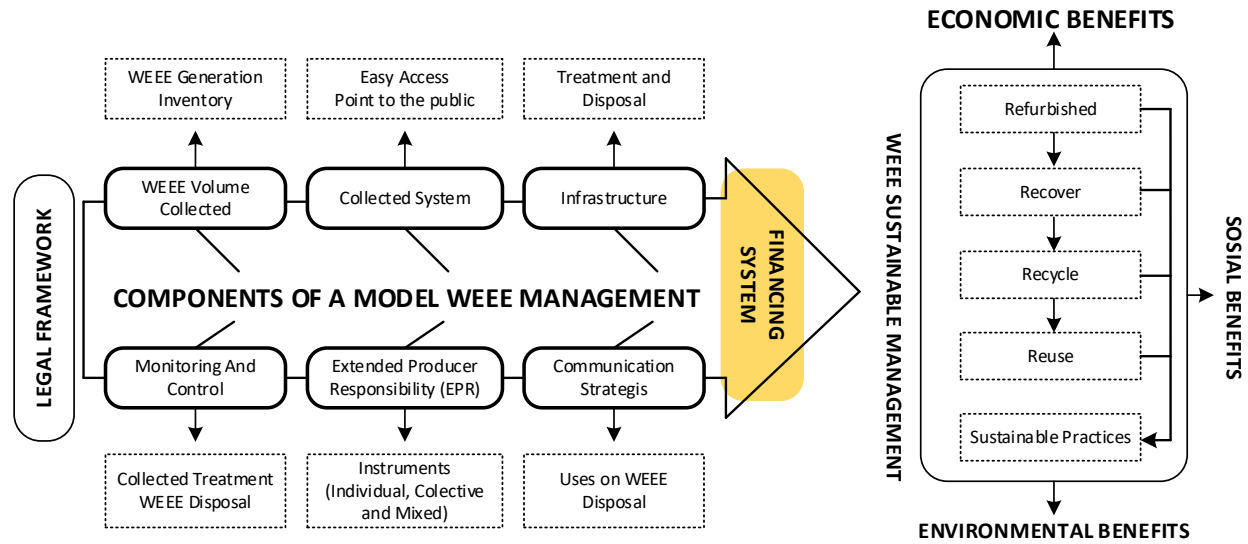 ECONOMIC BENEFITS
WEEE Generation
Inventory
Easy Access
Point to the public
Treatment and
Disposal
LEGAL FRAMEWORK
WEEE Volume
Collected
Collected System
Infrastructure
COMPONENTS OF A MODEL WEEE MANAGEMENT
FINANCING
SYSTEM
Monitoring And
Control
Extended Producer
Responsibility (EPR)
Communication
Strategis
Collected Treatment
WEEE Disposal
Instruments
(Individual, Colective
and Mixed)
Uses on WEEE
Disposal
WEEE SUSTAINABLE MANAGEMENT
Refurbished
Recover
Recycle
Reuse
Sustainable Practices
SOSIAL BENEFITS
ENVIRONMENTAL BENEFITS